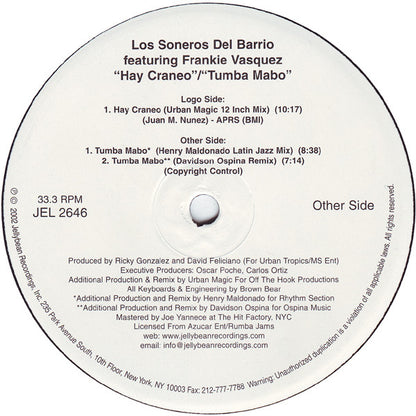 Los Soneros Del Barrio
featuring Frankie Vasquez
"Hay Craneo"/"Tumba Mabo"
Logo Side:
1. Hay Craneo (Urban Magic 12 Inch Mix) (10:17)
(Juan M. Nunez) - APRS (BMI)
Other Side:
1. Tumba Mabo* (Henry Maldonado Latin Jazz Mix) (8:38)
2. Tumba Mabo** (Davidson Ospina Remix) (7:14)
(Copyright Control)
33.3 RPM
JEL 2646
Other Side
Produced by Ricky Gonzalez and David Feliciano (For Urban Tropics/MS Ent)
Executive Producers: Oscar Poche, Carlos Ortiz
Additional Production & Remix by Urban Magic For Off The Hook Productions
All Keyboards & Engineering by Brown Bear
*Additional Production and Remix by Henry Maldonado for Rhythm Section
**Additional Production and Remix by Davidson Ospina for Ospina Music
Mastered by Joe Yannece at The Hit Factory, NYC
Licensed From Azucar Ent/Rumba Jams
web: www.jellybeanrecordings.com
email: info@jellybeanrecordings.com
℗ © 2002 Jellybean Recordings, Inc. 235 Park Avenue South, 10th Floor, New York, NY 10003 Fax: 212-777-7788 Warning: Unauthorized duplication is a violation of all applicable laws. All rights reserved.